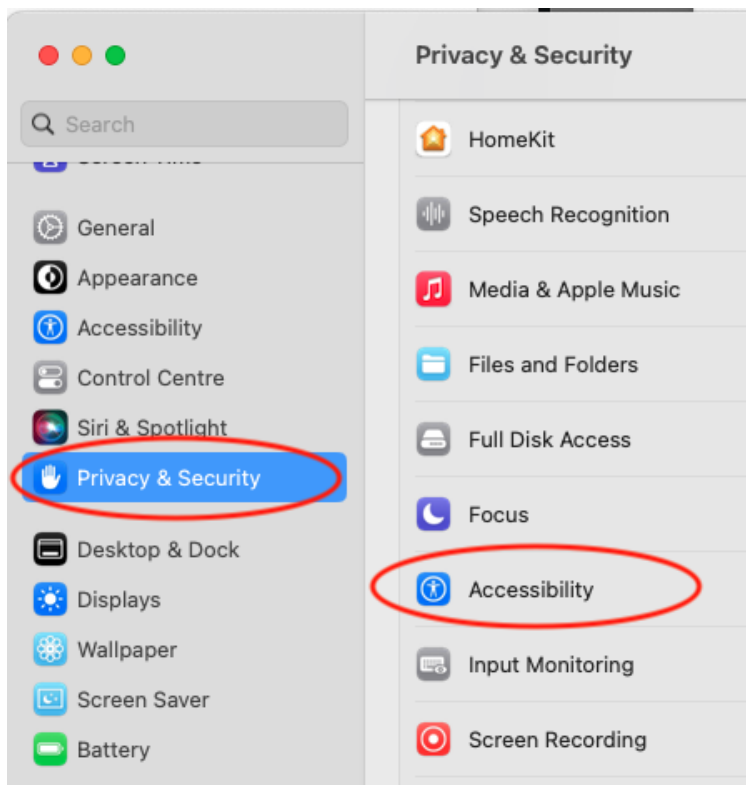 Privacy & Security
Search
General
Appearance
Accessibility
Control Centre
Siri & Spotlight
Privacy & Security
Desktop & Dock
Displays
Wallpaper
Screen Saver
Battery
HomeKit
Speech Recognition
Media & Apple Music
Files and Folders
Full Disk Access
Focus
Accessibility
Input Monitoring
Screen Recording